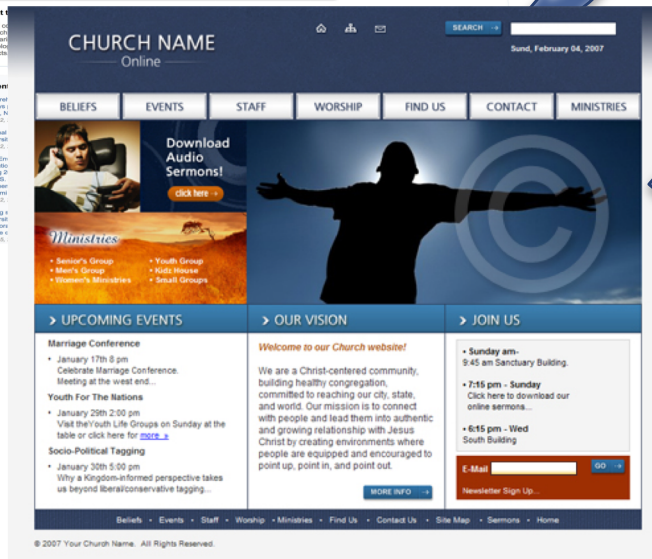 CHURCH NAME
Online
SEARCH
Sund, February 04, 2007
BELIEFS
EVENTS
STAFF
WORSHIP
FIND US
CONTACT
MINISTRIES
Download
Audio
Sermons!
click here
Ministries
• Senior's Group
• Men's Group
• Women's Ministries
• Youth Group
• Kidz House
• Small Groups
©
UPCOMING EVENTS
Marriage Conference
• January 17th 8 pm
Celebrate Marriage Conference.
Meeting at the west end...
Youth For The Nations
• January 29th 2:00 pm
Visit theYouth Life Groups on Sunday at the
table or click here for more »
Socio-Political Tagging
• January 30th 5:00 pm
Why a Kingdom-informed perspective takes
us beyond liberal/conservative tagging...
OUR VISION
Welcome to our Church website!
We are a Christ-centered community,
building healthy congregation,
committed to reaching our city, state,
and world. Our mission is to connect
with people and lead them into authentic
and growing relationship with Jesus
Christ by creating environments where
people are equipped and encouraged to
point up, point in, and point out.
MORE INFO
JOIN US
• Sunday am-
9:45 am Sanctuary Building.
• 7:15 pm - Sunday
Click here to download our
online sermons...
• 6:15 pm - Wed
South Building
E-Mail
GO
Newsletter Sign Up...
Beliefs • Events • Staff • Worship • Ministries • Find Us • Contact Us • Site Map • Sermons • Home
© 2007 Your Church Name. All Rights Reserved.